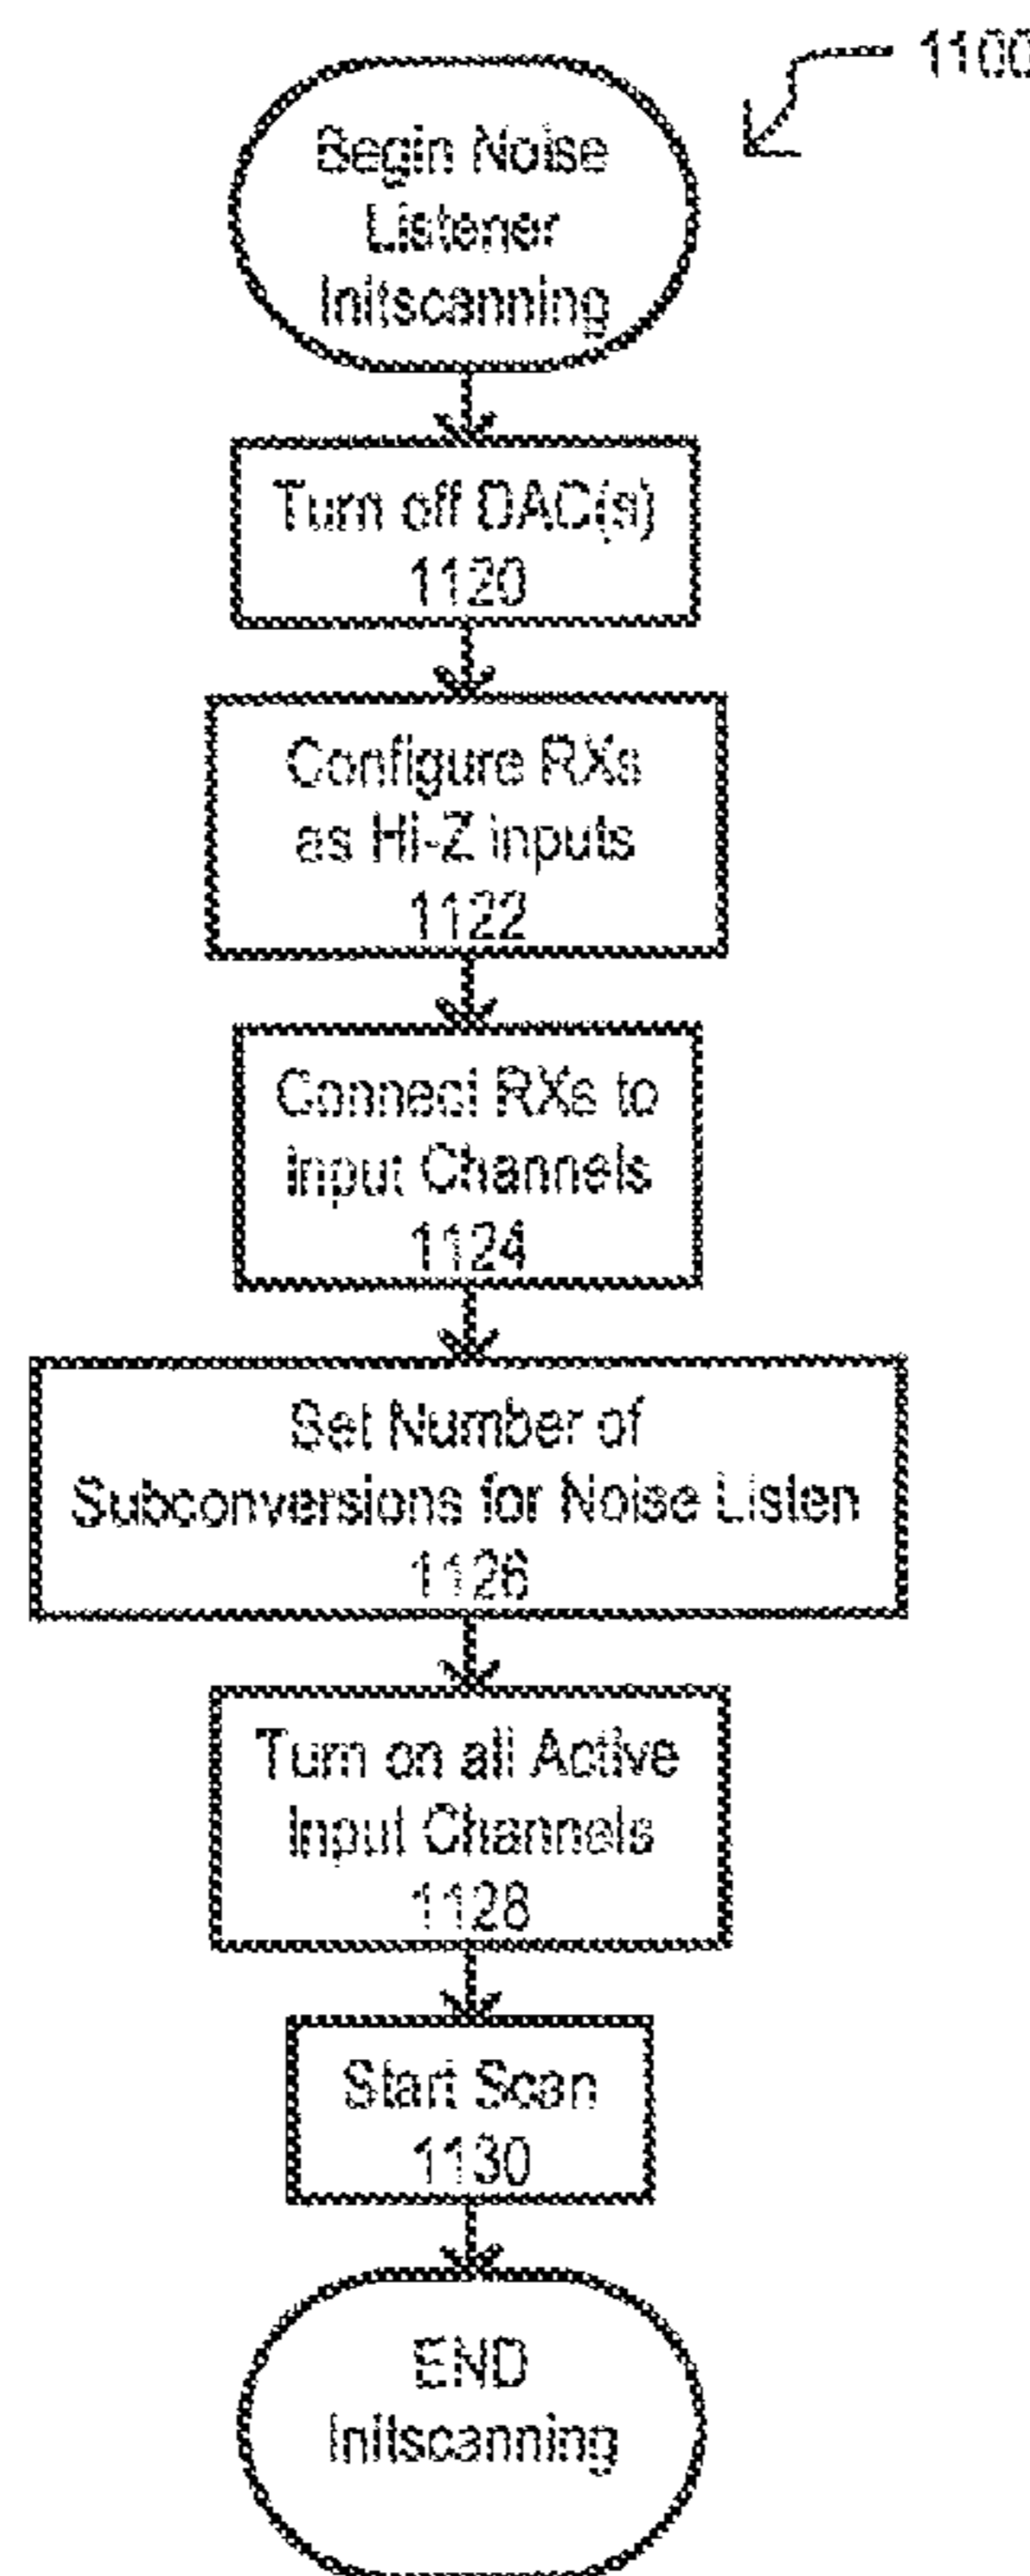 1100
Begin Noise
Listener
Initscanning
Turn off DAC(s)
1120
Configure RXs
as Hi-Z inputs
1122
Connect RXs to
Input Channels
1124
Set Number of
Subconversions for Noise Listen
1126
Turn on all Active
Input Channels
1128
Start Scan
1130
END
Initscanning